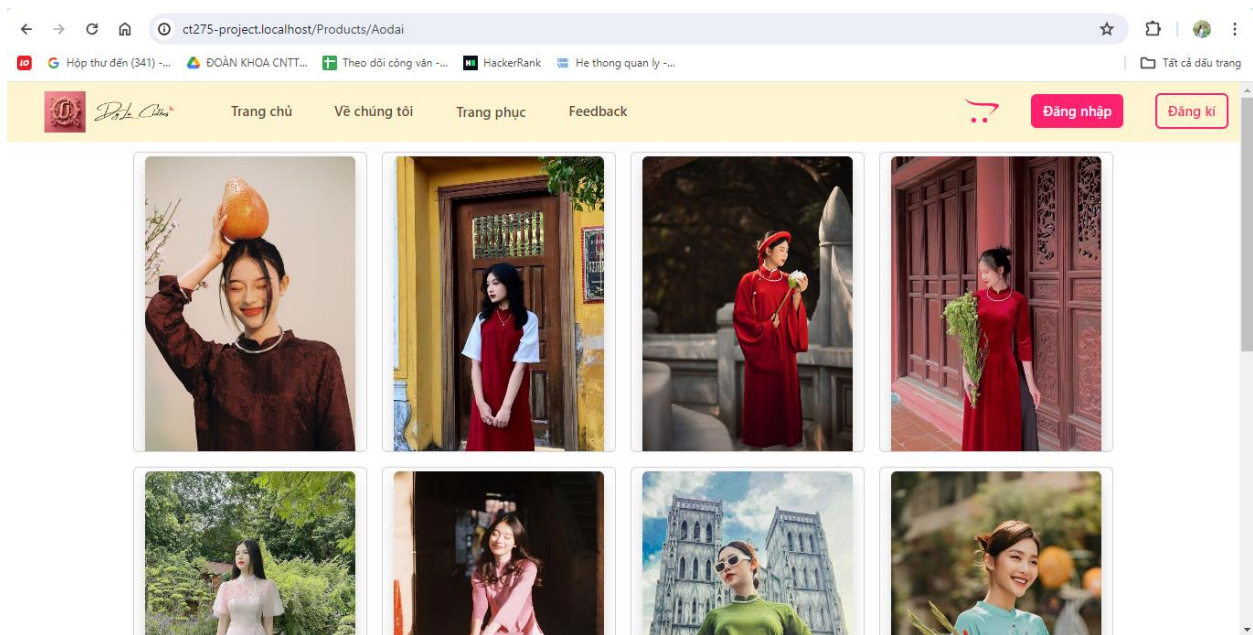 ct275-project.localhost/Products/Aodai
Hộp thư đến (341) -... ĐOÀN KHOA CNTT... Theo dõi công văn -... HackerRank He thong quan ly -... Tất cả dấu trang
Trang chủ Về chúng tôi Trang phục Feedback Đăng nhập Đăng kí